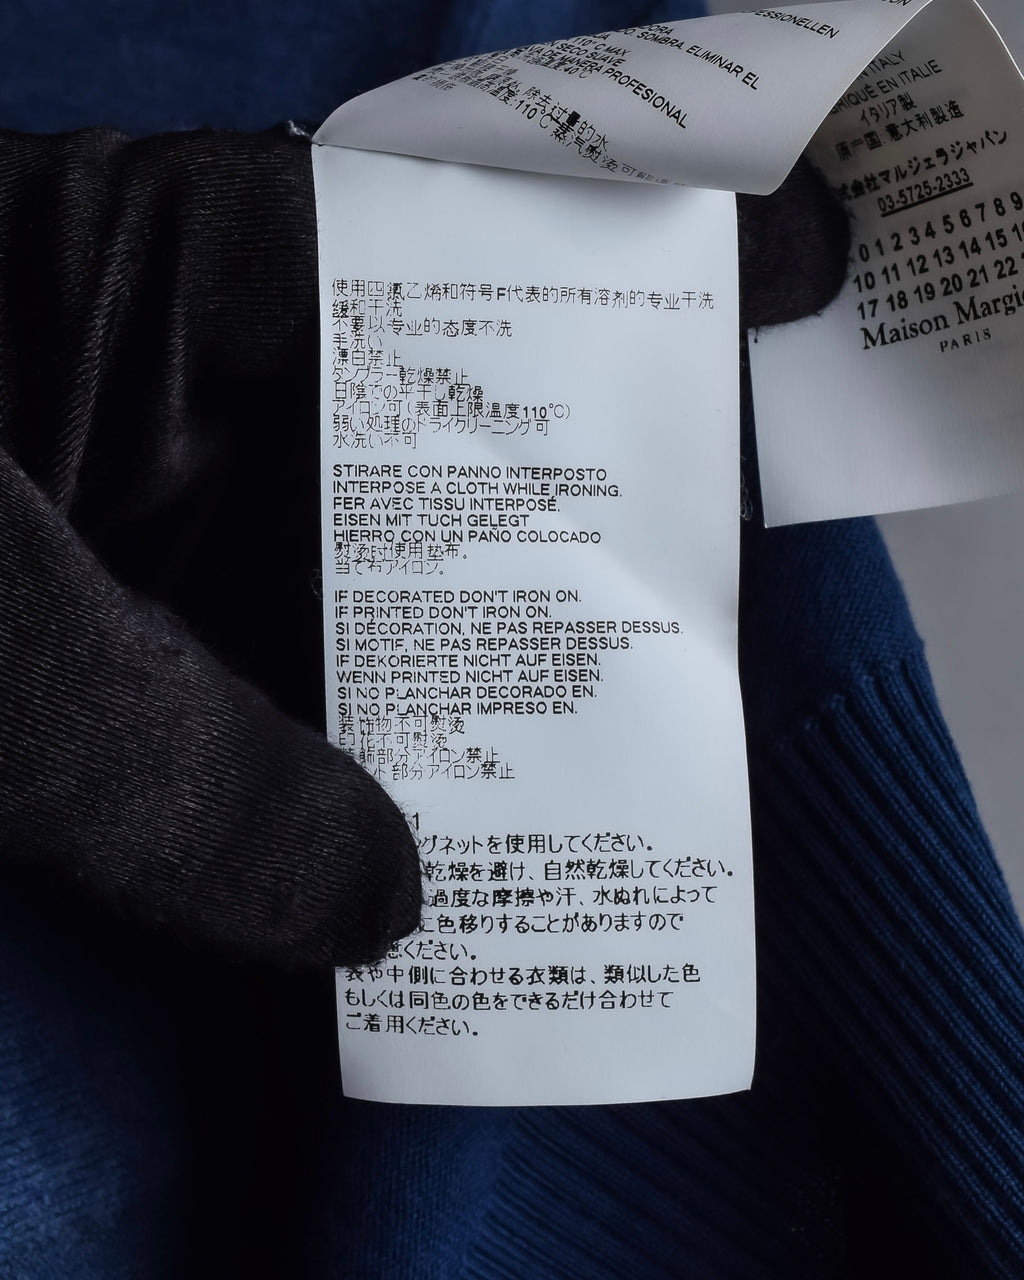 PROFESSIONELLEN
SOMBRA, ELIMINAR EL
SECO SUAVE
DE MANERA PROFESIONAL
除去过量的水
ITALY
EN ITALIE
イタリア製
原产国:意大利製造
式会社マルジェラジャパン
03-5725-2333
0 1 2 3 4 5 6 7 8 9
10 11 12 13 14 15 16
17 18 19 20 21 22
Maison Margie
PARIS
使用四氯乙烯和符号F代表的所有溶剂的专业干洗
缓和干洗
不要以专业的态度不洗
手洗い
漂白禁止
タンブラー乾燥禁止
日陰での平干し乾燥
アイロン可(表面上限温度110℃)
弱い処理のドライクリーニング可
水洗い不可
STIRARE CON PANNO INTERPOSTO
INTERPOSE A CLOTH WHILE IRONING.
FER AVEC TISSU INTERPOSÉ.
EISEN MIT TUCH GELEGT
HIERRO CON UN PAÑO COLOCADO
熨烫时使用垫布。
当て布アイロン。
IF DECORATED DON'T IRON ON.
IF PRINTED DON'T IRON ON.
SI DÉCORATION, NE PAS REPASSER DESSUS.
SI MOTIF, NE PAS REPASSER DESSUS.
IF DEKORIERTE NICHT AUF EISEN.
WENN PRINTED NICHT AUF EISEN.
SI NO PLANCHAR DECORADO EN.
SI NO PLANCHAR IMPRESO EN.
装饰物不可熨烫
印花不可熨烫
飾部分アイロン禁止
ト部分アイロン禁止
1
グネットを使用してください。
乾燥を避け、自然乾燥してください。
過度な摩擦や汗、水ぬれによって
に色移りすることがありますので
意ください。
表や中側に合わせる衣類は、類似した色
もしくは同色の色をできるだけ合わせて
ご着用ください。